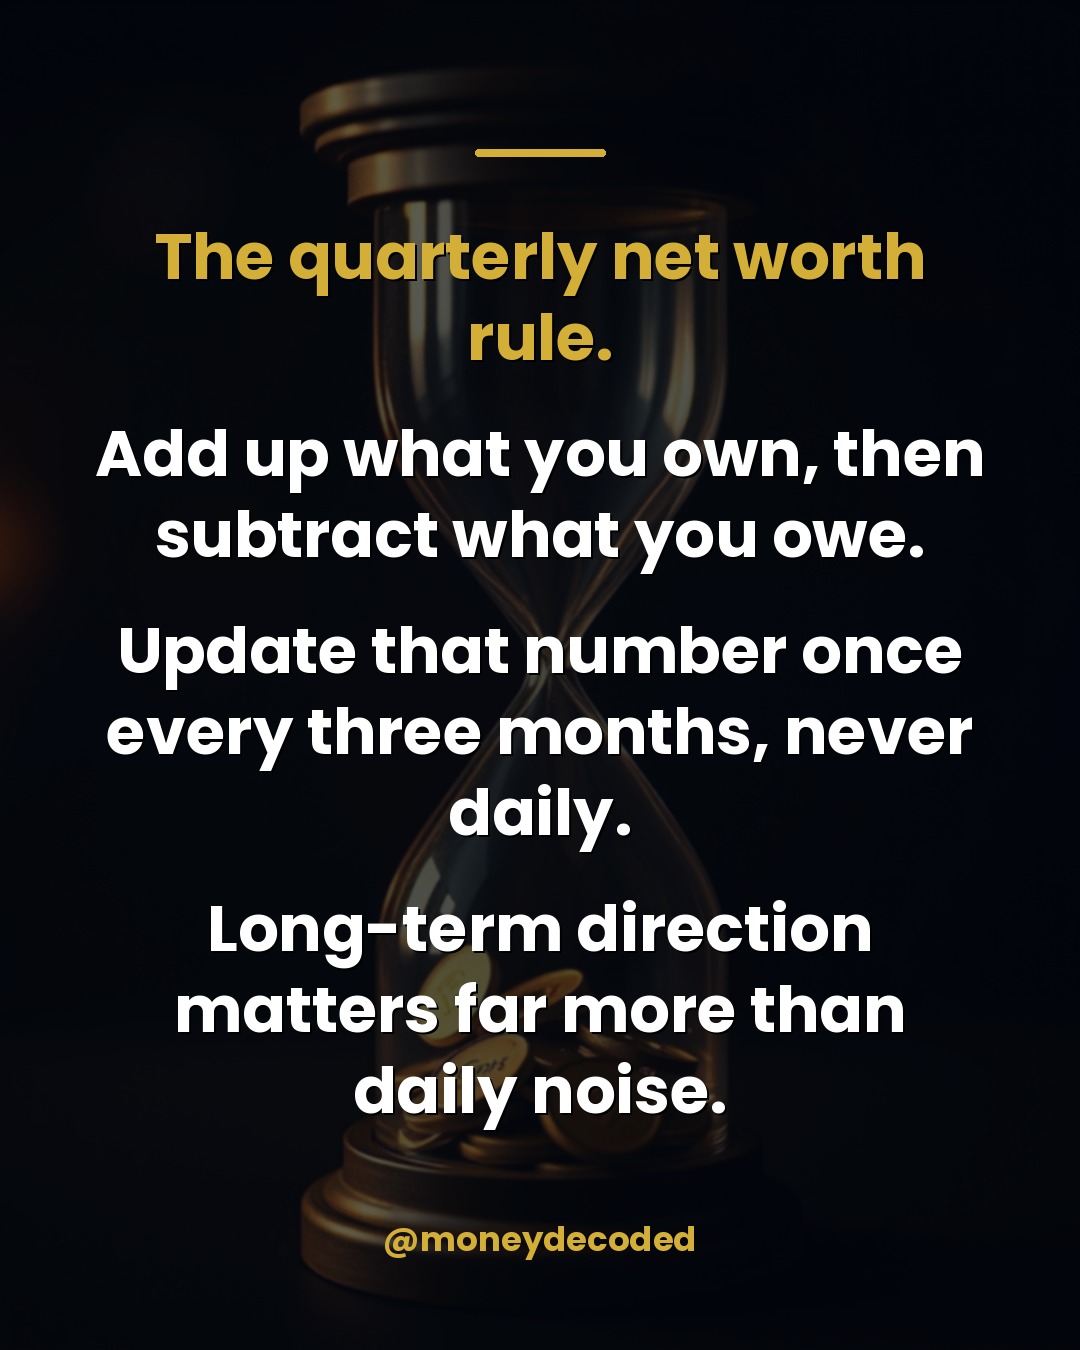 The quarterly net worth
rule.
Add up what you own, then
subtract what you owe.
Update that number once
every three months, never
daily.
Long-term direction
matters far more than
daily noise.
@moneydecoded